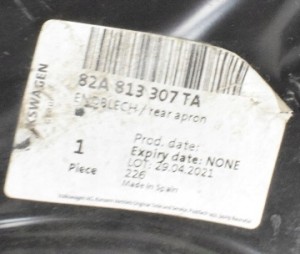 82A 813 307 TA
ENDBLECH / rear apron
Prod. date:
Expiry date: NONE
LOT: 29.04.2021
226
Made in Spain
1
Piece